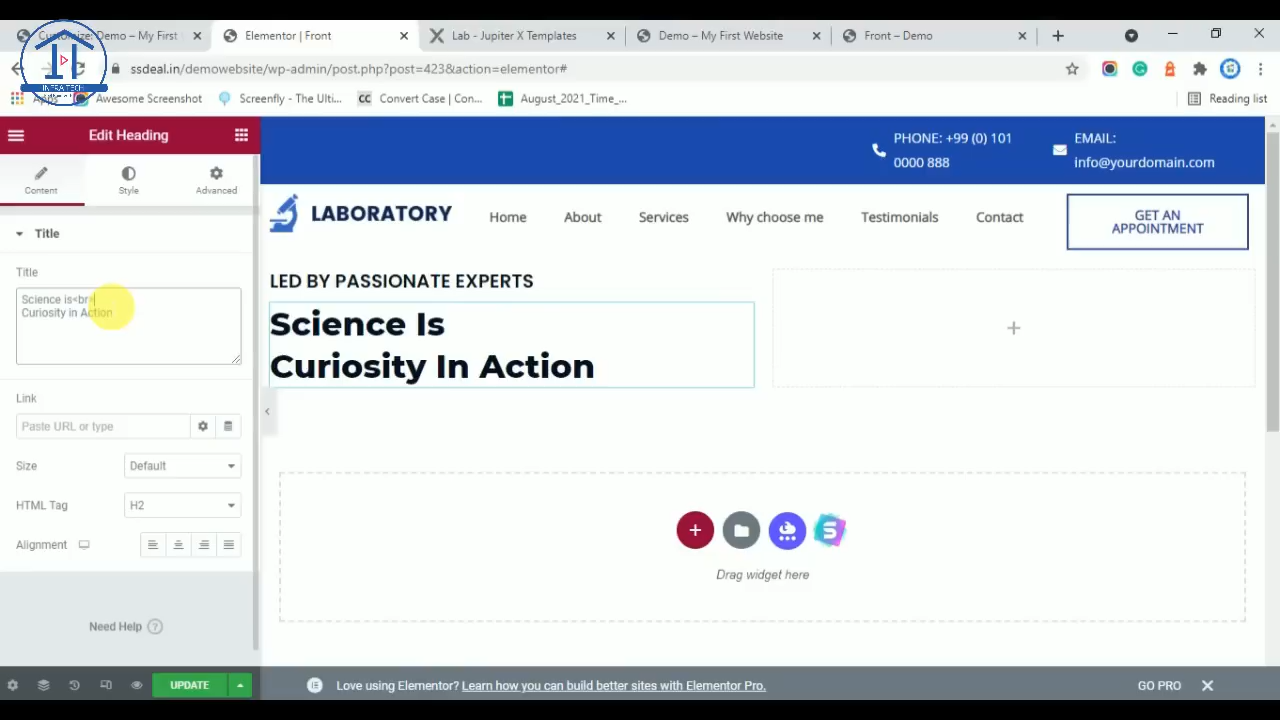 Customize: Demo – My First
Elementor | Front
Lab - Jupiter X Templates
Demo – My First Website
Front – Demo
ssdeal.in/demowebsite/wp-admin/post.php?post=423&action=elementor#
Apps
Awesome Screenshot
Screenfly - The Ulti...
CC Convert Case | Con...
August_2021_Time_...
Reading list
INFRA TECH
Edit Heading
Content
Style
Advanced
Title
Title
Science is<br>
Curiosity in Action
Link
Paste URL or type
Size
Default
HTML Tag
H2
Alignment
Need Help ?
UPDATE
PHONE: +99 (0) 101
0000 888
EMAIL:
info@yourdomain.com
LABORATORY
Home
About
Services
Why choose me
Testimonials
Contact
GET AN
APPOINTMENT
LED BY PASSIONATE EXPERTS
Science Is
Curiosity In Action
Drag widget here
Love using Elementor? Learn how you can build better sites with Elementor Pro.
GO PRO